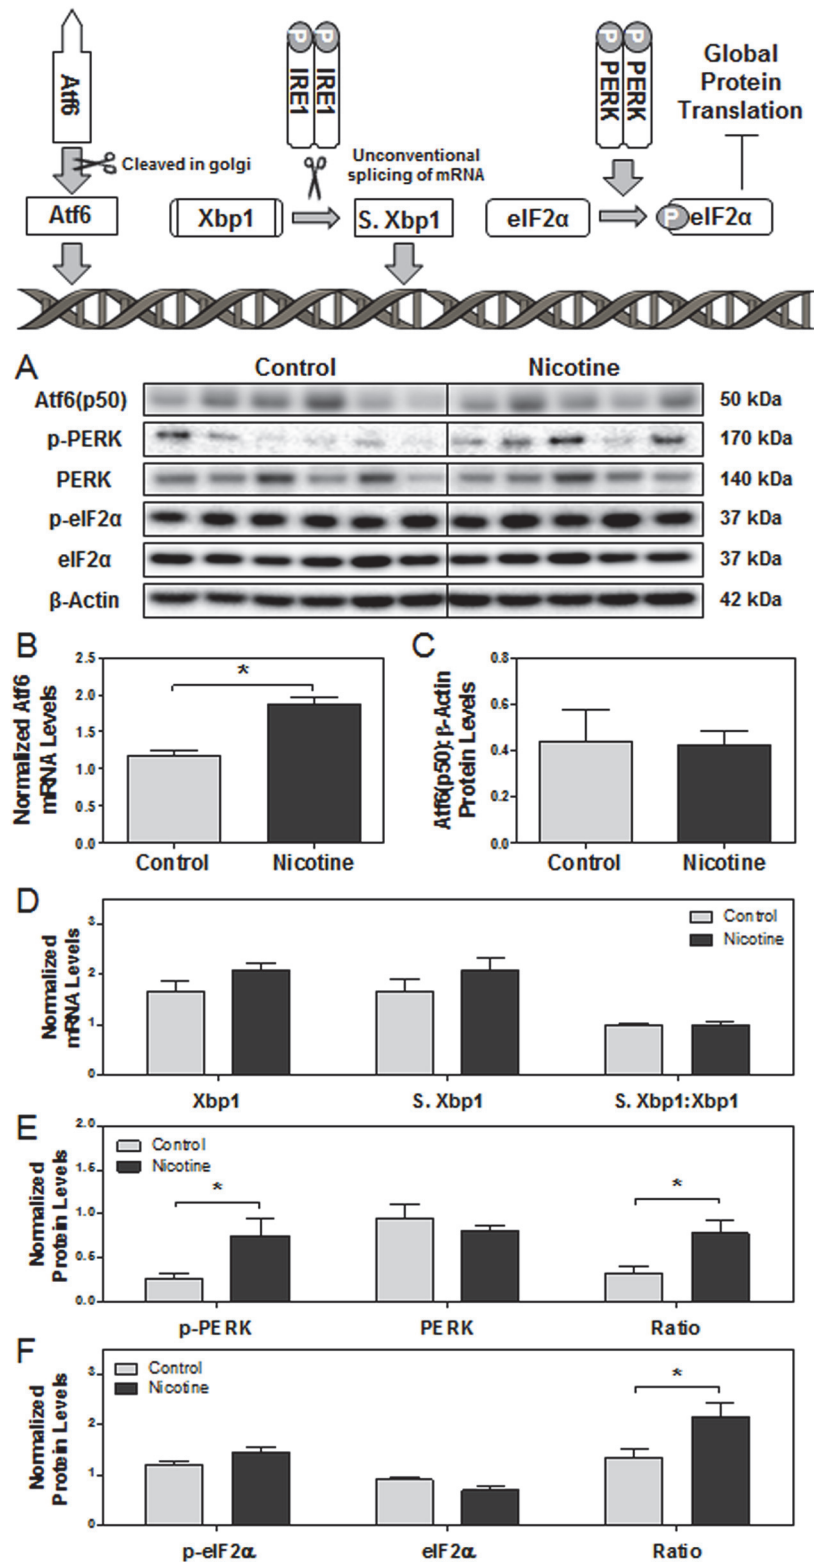 Atf6
P P
IRE1 IRE1
P P
PERK PERK
Global
Protein
Translation
Cleaved in golgi
Unconventional
splicing of mRNA
Atf6
Xbp1
S. Xbp1
eIF2α
P eIF2α
A
Control Nicotine
Atf6(p50) 50 kDa
p-PERK 170 kDa
PERK 140 kDa
p-eIF2α 37 kDa
eIF2α 37 kDa
β-Actin 42 kDa
B
Normalized Atf6
mRNA Levels
2.5
2.0
1.5
1.0
0.5
0.0
*
Control Nicotine
C
Atf6(p50): β-Actin
Protein Levels
0.8
0.6
0.4
0.2
0.0
Control Nicotine
D
Normalized
mRNA Levels
3
2
1
0
Control
Nicotine
Xbp1 S. Xbp1 S. Xbp1:Xbp1
E
Normalized
Protein Levels
2.0
1.5
1.0
0.5
0.0
Control
Nicotine
* *
p-PERK PERK Ratio
F
Normalized
Protein Levels
3
2
1
0
Control
Nicotine
*
p-eIF2α eIF2α Ratio